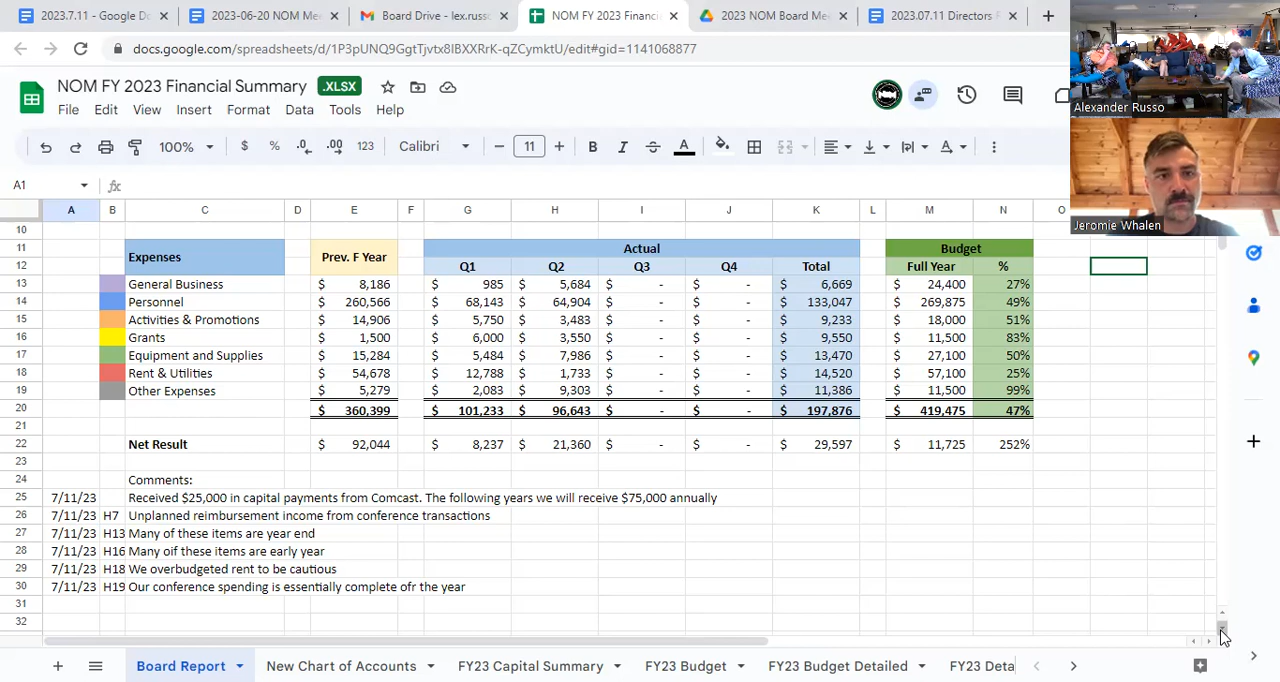 2023.7.11 - Google Do
2023-06-20 NOM Me
Board Drive - lex.russo
NOM FY 2023 Financi
2023 NOM Board Me
2023.07.11 Directors
docs.google.com/spreadsheets/d/1P3pUNQ9GgtTjvtx8IBXXRrK-qZCymktU/edit#gid=1141068877
NOM FY 2023 Financial Summary .XLSX
File Edit View Insert Format Data Tools Help
100% $ % .0 .00 123 Calibri 11 B I A
A1 fx
A B C D E F G H I J K L M N O
10
11 Expenses Prev. F Year Actual Budget
12 Q1 Q2 Q3 Q4 Total Full Year %
13 General Business $ 8,186 $ 985 $ 5,684 $ - $ - $ 6,669 $ 24,400 27%
14 Personnel $ 260,566 $ 68,143 $ 64,904 $ - $ - $ 133,047 $ 269,875 49%
15 Activities & Promotions $ 14,906 $ 5,750 $ 3,483 $ - $ - $ 9,233 $ 18,000 51%
16 Grants $ 1,500 $ 6,000 $ 3,550 $ - $ - $ 9,550 $ 11,500 83%
17 Equipment and Supplies $ 15,284 $ 5,484 $ 7,986 $ - $ - $ 13,470 $ 27,100 50%
18 Rent & Utilities $ 54,678 $ 12,788 $ 1,733 $ - $ - $ 14,520 $ 57,100 25%
19 Other Expenses $ 5,279 $ 2,083 $ 9,303 $ - $ - $ 11,386 $ 11,500 99%
20 $ 360,399 $ 101,233 $ 96,643 $ - $ - $ 197,876 $ 419,475 47%
21
22 Net Result $ 92,044 $ 8,237 $ 21,360 $ - $ - $ 29,597 $ 11,725 252%
23
24 Comments:
25 7/11/23 Received $25,000 in capital payments from Comcast. The following years we will receive $75,000 annually
26 7/11/23 H7 Unplanned reimbursement income from conference transactions
27 7/11/23 H13 Many of these items are year end
28 7/11/23 H16 Many oif these items are early year
29 7/11/23 H18 We overbudgeted rent to be cautious
30 7/11/23 H19 Our conference spending is essentially complete ofr the year
31
32
Board Report New Chart of Accounts FY23 Capital Summary FY23 Budget FY23 Budget Detailed FY23 Deta
Alexander Russo
Jeromie Whalen